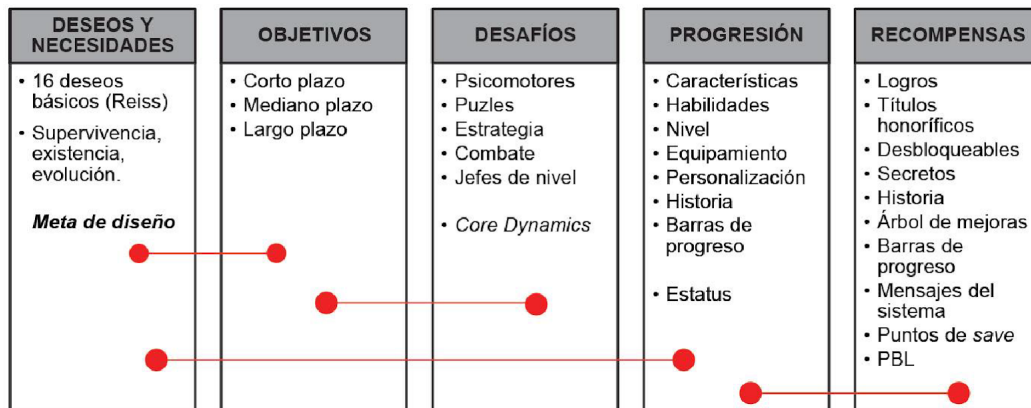 DESEOS Y
NECESIDADES
• 16 deseos
básicos (Reiss)
• Supervivencia,
existencia,
evolución.
Meta de diseño
OBJETIVOS
• Corto plazo
• Mediano plazo
• Largo plazo
DESAFÍOS
• Psicomotores
• Puzles
• Estrategia
• Combate
• Jefes de nivel
• Core Dynamics
PROGRESIÓN
• Características
• Habilidades
• Nivel
• Equipamiento
• Personalización
• Historia
• Barras de
progreso
• Estatus
RECOMPENSAS
• Logros
• Títulos
honoríficos
• Desbloqueables
• Secretos
• Historia
• Árbol de mejoras
• Barras de
progreso
• Mensajes del
sistema
• Puntos de save
• PBL